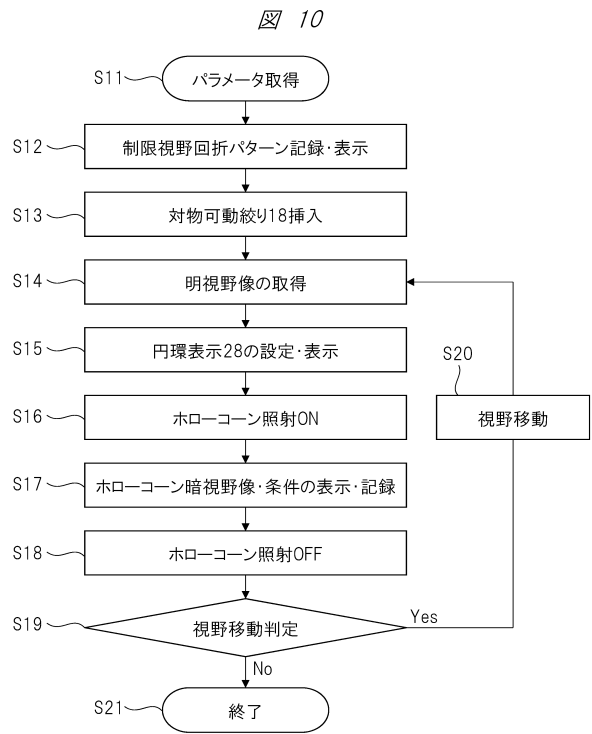 図 10
S11 パラメータ取得
S12 制限視野回折パターン記録・表示
S13 対物可動絞り18挿入
S14 明視野像の取得
S15 円環表示28の設定・表示
S20
S16 ホローコーン照射ON
視野移動
S17 ホローコーン暗視野像・条件の表示・記録
S18 ホローコーン照射OFF
S19 視野移動判定
Yes
No
S21 終了